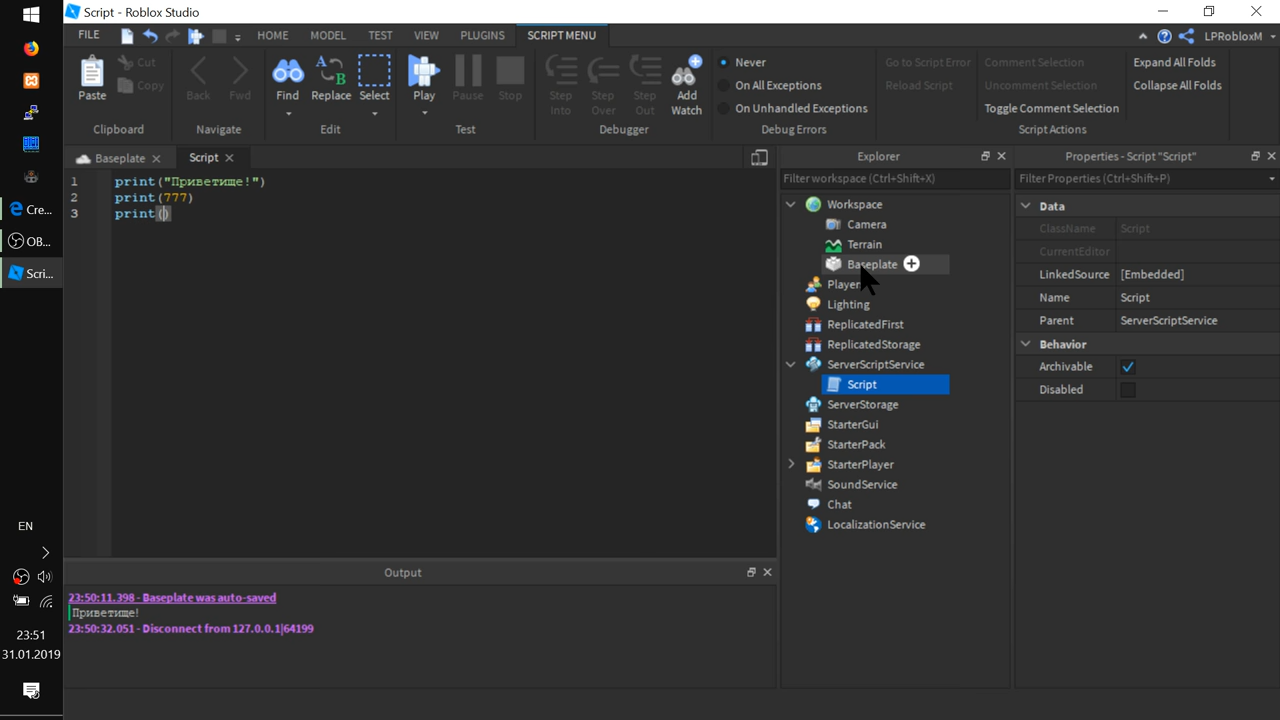 Script - Roblox Studio
FILE
HOME
MODEL
TEST
VIEW
PLUGINS
SCRIPT MENU
LPRobloxM
Paste
Cut
Copy
Clipboard
Back
Fwd
Navigate
Find
Replace
Select
Edit
Play
Pause
Stop
Test
Step Into
Step Over
Step Out
Add Watch
Debugger
Never
On All Exceptions
On Unhandled Exceptions
Debug Errors
Go to Script Error
Reload Script
Comment Selection
Uncomment Selection
Toggle Comment Selection
Expand All Folds
Collapse All Folds
Script Actions
Cre...
OB...
Scri...
EN
23:51
31.01.2019
Baseplate
Script
1 print("Приветище!")
2 print(777)
3 print()
Output
23:50:11.398 - Baseplate was auto-saved
Приветище!
23:50:32.051 - Disconnect from 127.0.0.1|64199
Explorer
Filter workspace (Ctrl+Shift+X)
Workspace
Camera
Terrain
Baseplate
Player
Lighting
ReplicatedFirst
ReplicatedStorage
ServerScriptService
Script
ServerStorage
StarterGui
StarterPack
StarterPlayer
SoundService
Chat
LocalizationService
Properties - Script "Script"
Filter Properties (Ctrl+Shift+P)
Data
ClassName Script
CurrentEditor
LinkedSource [Embedded]
Name Script
Parent ServerScriptService
Behavior
Archivable
Disabled